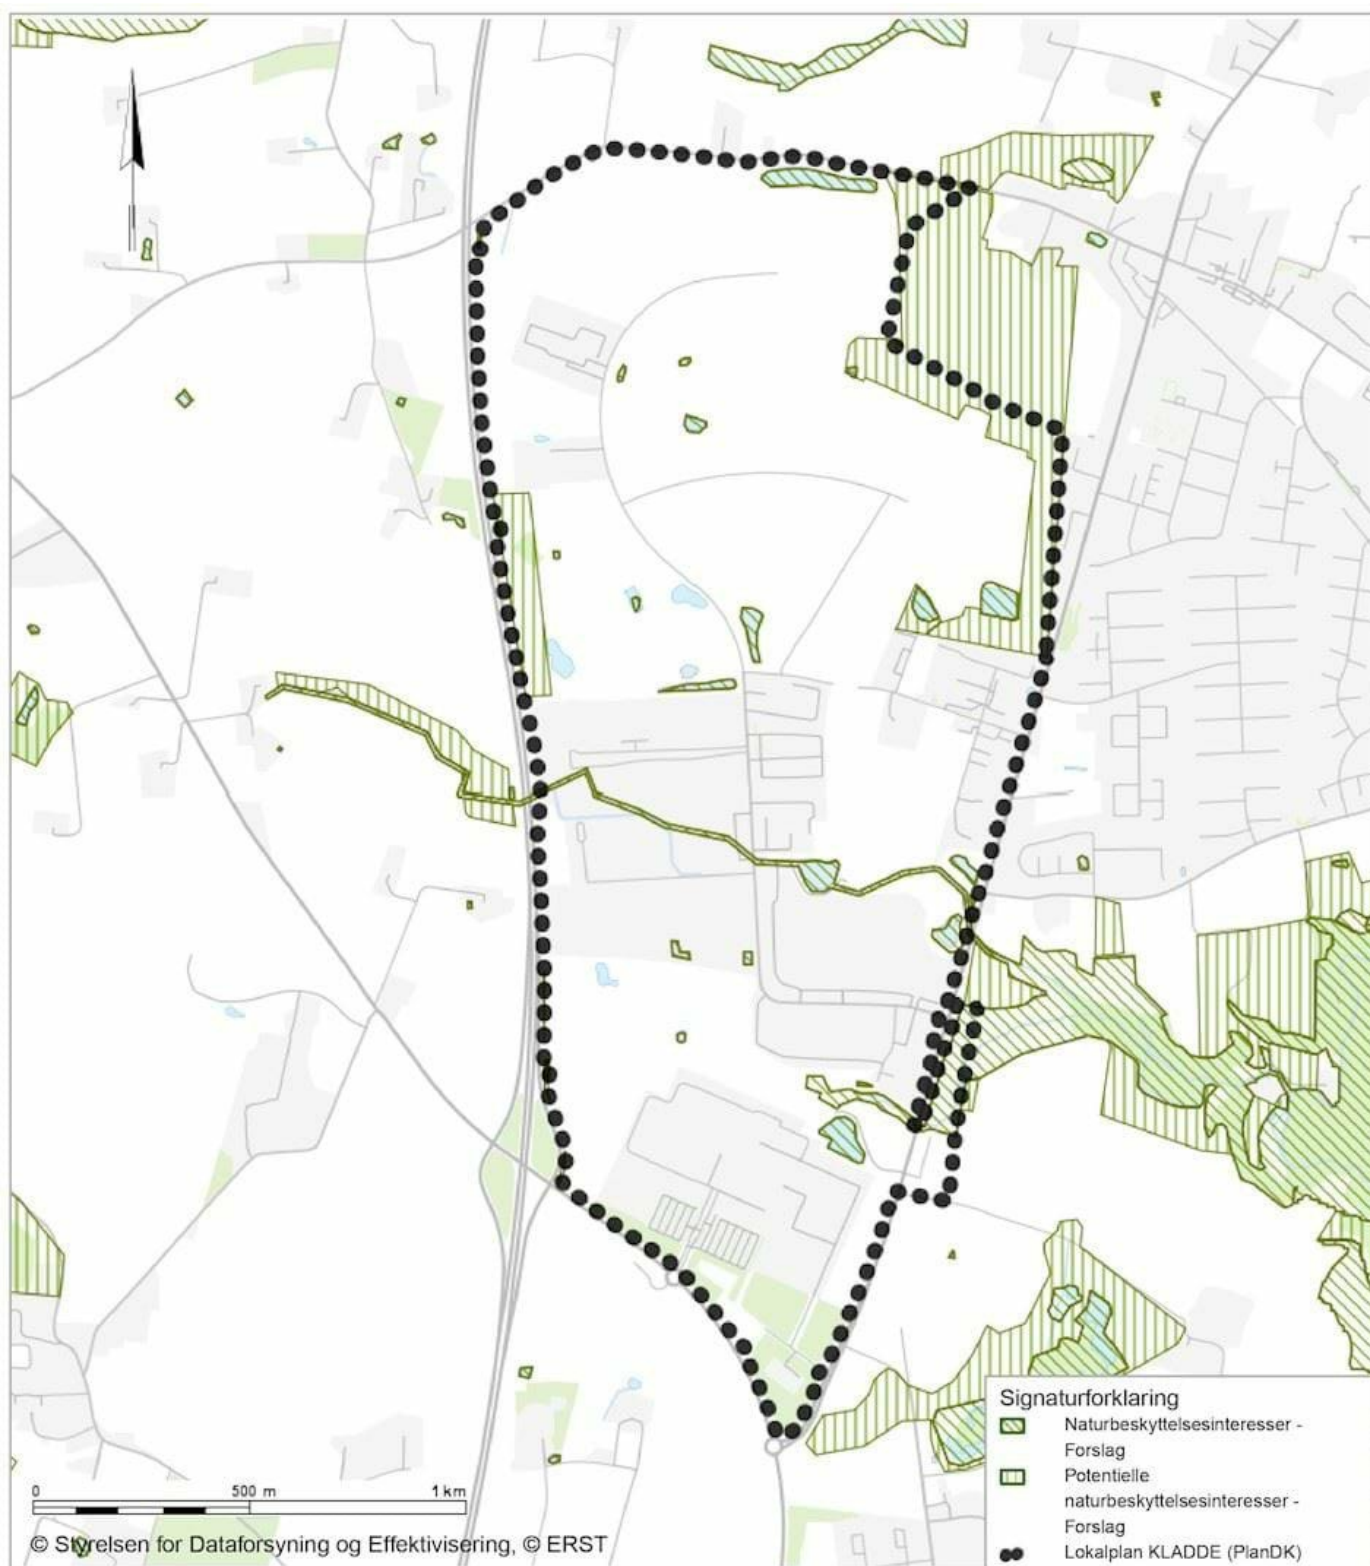 0 500 m 1 km
© Styrelsen for Dataforsyning og Effektivisering, © ERST
Signaturforklaring
Naturbeskyttelsesinteresser -
Forslag
Potentielle
naturbeskyttelsesinteresser -
Forslag
Lokalplan KLADDE (PlanDK)